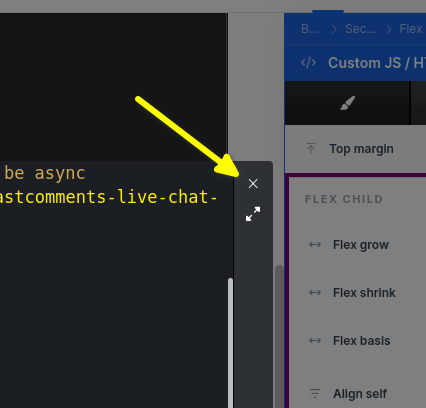 B... > Sec... > Flex
</> Custom JS / H
be async
astcomments-live-chat-
Top margin
FLEX CHILD
Flex grow
Flex shrink
Flex basis
Align self